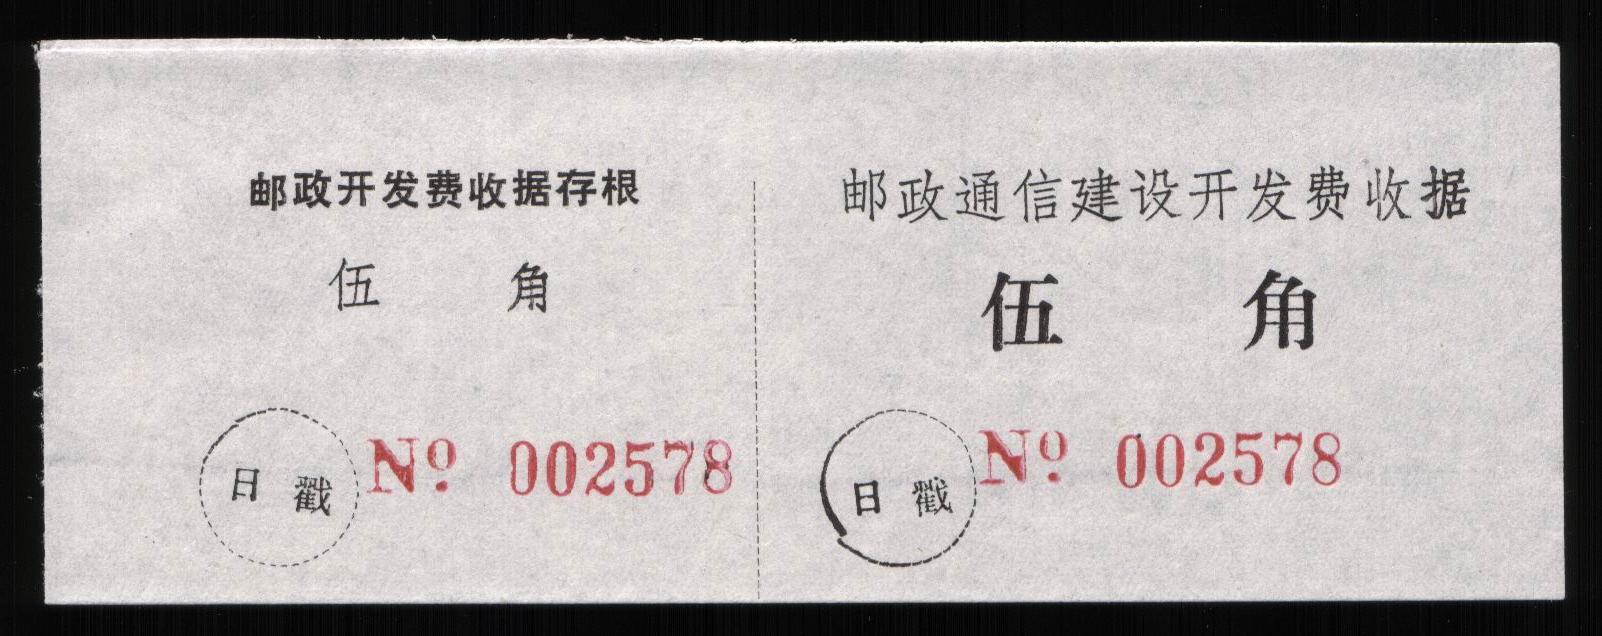 邮政开发费收据存根
伍 角
日 戳
Nº. 002578
邮政通信建设开发费收据
伍 角
日 戳
Nº. 002578